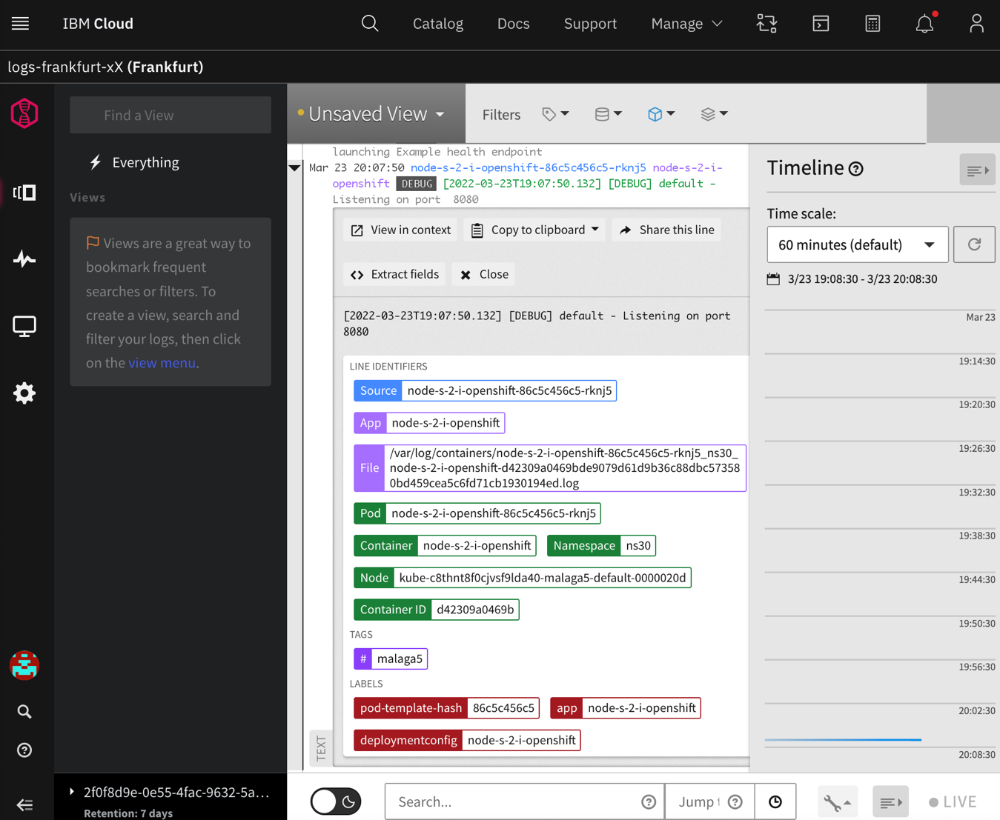 IBM Cloud
Catalog
Docs
Support
Manage
logs-frankfurt-xX (Frankfurt)
Find a View
Everything
Views
Views are a great way to
bookmark frequent
searches or filters. To
create a view, search and
filter your logs, then click
on the view menu.
2f0f8d9e-0e55-4fac-9632-5a...
Retention: 7 days
Unsaved View
Filters
launching Example health endpoint
Mar 23 20:07:50 node-s-2-i-openshift-86c5c456c5-rknj5 node-s-2-i-
openshift DEBUG [2022-03-23T19:07:50.132] [DEBUG] default -
Listening on port 8080
View in context
Copy to clipboard
Share this line
Extract fields
Close
[2022-03-23T19:07:50.132] [DEBUG] default - Listening on port
8080
LINE IDENTIFIERS
Source node-s-2-i-openshift-86c5c456c5-rknj5
App node-s-2-i-openshift
File /var/log/containers/node-s-2-i-openshift-86c5c456c5-rknj5_ns30_
node-s-2-i-openshift-d42309a0469bde9079d61d9b36c88dbc57358
0bd459cea5c6fd71cb1930194ed.log
Pod node-s-2-i-openshift-86c5c456c5-rknj5
Container node-s-2-i-openshift Namespace ns30
Node kube-c8thnt8f0cjvsf9lda40-malaga5-default-0000020d
Container ID d42309a0469b
TAGS
# malaga5
LABELS
pod-template-hash 86c5c456c5 app node-s-2-i-openshift
deploymentconfig node-s-2-i-openshift
TEXT
Timeline
Time scale:
60 minutes (default)
3/23 19:08:30 - 3/23 20:08:30
Mar 23
19:14:30
19:20:30
19:26:30
19:32:30
19:38:30
19:44:30
19:50:30
19:56:30
20:02:30
20:08:30
Search...
Jump t
LIVE